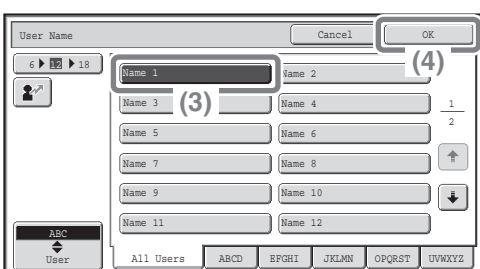 User Name Cancel OK
(4)
6 12 18
Name 1 Name 2
(3)
Name 3 Name 4
1
2
Name 5 Name 6
Name 7 Name 8
Name 9 Name 10
Name 11 Name 12
ABC
User
All Users ABCD EFGHI JKLMN OPQRST UVWXYZ